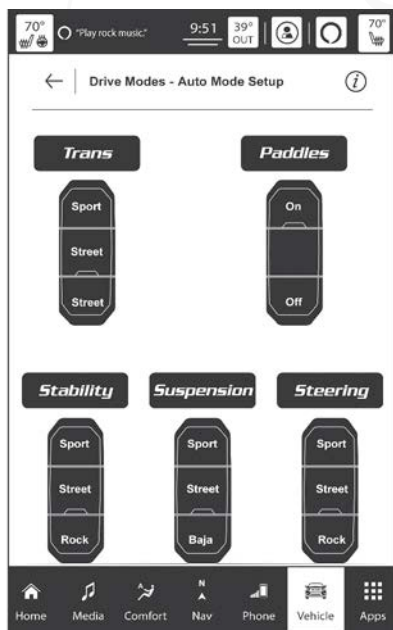 70° "Play rock music." 9:51 39° OUT 70°
Drive Modes - Auto Mode Setup i
Trans Paddles
Sport On
Street
Street Off
Stability Suspension Steering
Sport Sport Sport
Street Street Street
Rock Baja Rock
A N
Home Media Comfort Nav Phone Vehicle Apps